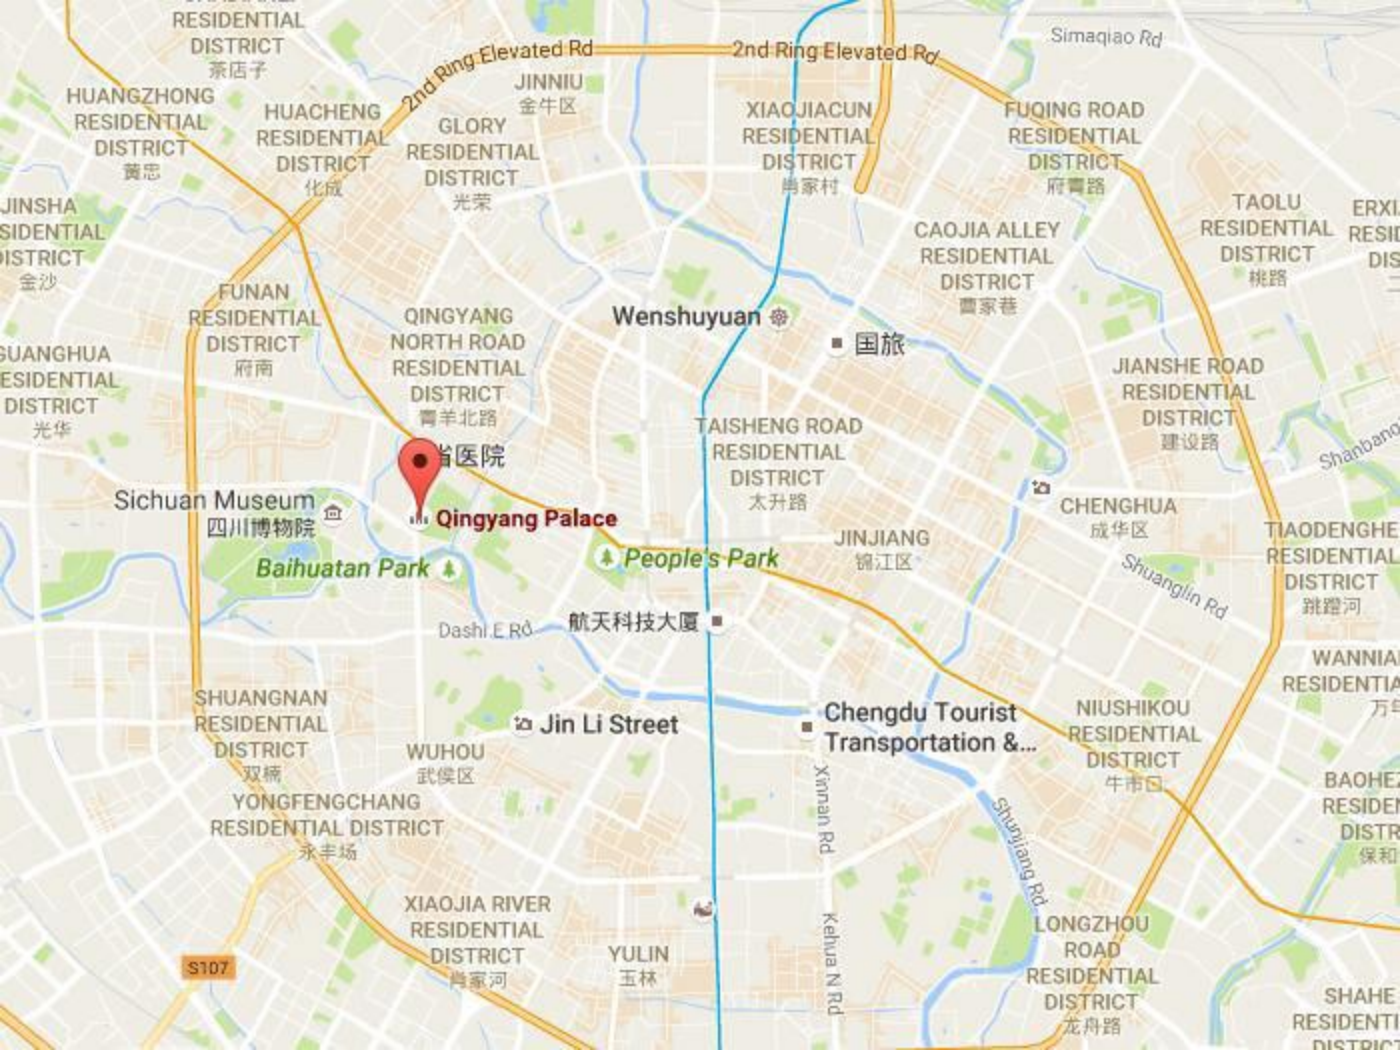 RESIDENTIAL
DISTRICT
茶店子
2nd Ring Elevated Rd
2nd Ring Elevated Rd
Simaqiao Rd
HUANGZHONG
RESIDENTIAL
DISTRICT
黄忠
HUACHENG
RESIDENTIAL
DISTRICT
化成
JINNIU
金牛区
GLORY
RESIDENTIAL
DISTRICT
光荣
XIAOJIACUN
RESIDENTIAL
DISTRICT
肖家村
FUQING ROAD
RESIDENTIAL
DISTRICT
府青路
JINSHA
SIDENTIAL
DISTRICT
金沙
TAOLU
RESIDENTIAL
DISTRICT
桃路
ERXI
RESID
DIS
CAOJIA ALLEY
RESIDENTIAL
DISTRICT
曹家巷
FUNAN
RESIDENTIAL
DISTRICT
府南
QINGYANG
NORTH ROAD
RESIDENTIAL
DISTRICT
青羊北路
Wenshuyuan
国旅
GUANGHUA
ESIDENTIAL
DISTRICT
光华
JIANSHE ROAD
RESIDENTIAL
DISTRICT
建设路
TAISHENG ROAD
RESIDENTIAL
DISTRICT
太升路
Shanbano
省医院
Sichuan Museum
四川博物院
Qingyang Palace
CHENGHUA
成华区
TIAODENGHE
RESIDENTIAL
DISTRICT
跳蹬河
JINJIANG
锦江区
Baihuatan Park
People's Park
Shuanglin Rd
Dashi E Rd
航天科技大厦
WANNIA
RESIDENTIA
DISTRICT
万年
SHUANGNAN
RESIDENTIAL
DISTRICT
双楠
Jin Li Street
Chengdu Tourist
Transportation &...
NIUSHIKOU
RESIDENTIAL
DISTRICT
牛市口
WUHOU
武侯区
YONGFENGCHANG
RESIDENTIAL DISTRICT
永丰场
Xinnan Rd
Shunjiang Rd
BAOHE
RESIDEN
DISTR
保和
XIAOJIA RIVER
RESIDENTIAL
DISTRICT
肖家河
YULIN
玉林
Kehua N Rd
LONGZHOU
ROAD
RESIDENTIAL
DISTRICT
龙舟路
S107
SHAHE
RESIDENTI
DISTRICT